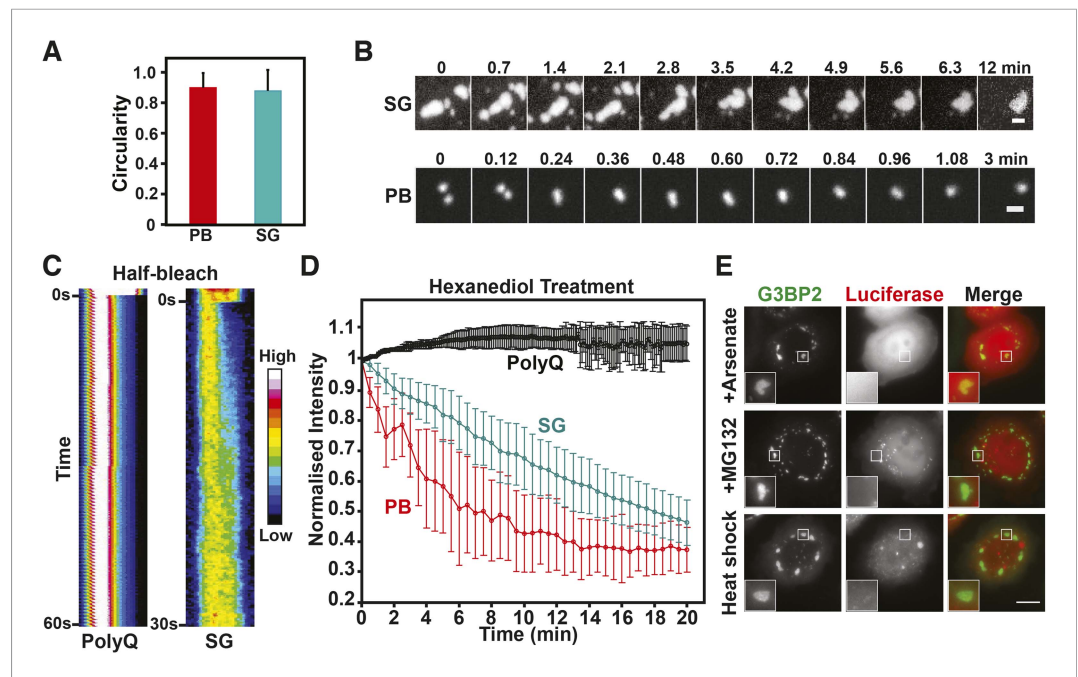 A
1.0
0.8
0.6
0.4
0.2
0
Circularity
PB
SG
B
0 0.7 1.4 2.1 2.8 3.5 4.2 4.9 5.6 6.3 12 min
SG
0 0.12 0.24 0.36 0.48 0.60 0.72 0.84 0.96 1.08 3 min
PB
C
Half-bleach
0s
0s
Time
60s
30s
PolyQ
SG
High
Low
D
Hexanediol Treatment
1.1
1
0.9
0.8
0.7
0.6
0.5
0.4
0.3
0.2
Normalised Intensity
PolyQ
SG
PB
0 2 4 6 8 10 12 14 16 18 20
Time (min)
E
G3BP2 Luciferase Merge
+Arsenate
+MG132
Heat shock